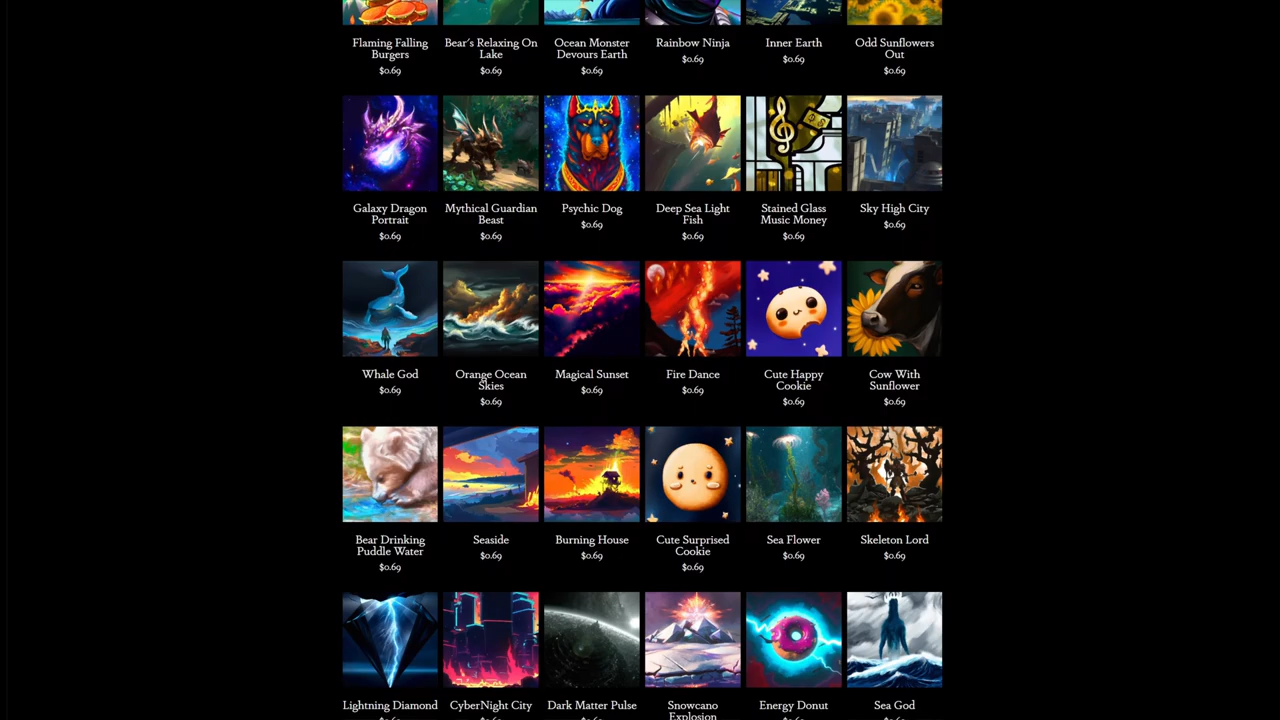 Flaming Falling Burgers
$0.69
Bear's Relaxing On Lake
$0.69
Ocean Monster Devours Earth
$0.69
Rainbow Ninja
$0.69
Inner Earth
$0.69
Odd Sunflowers Out
$0.69
Galaxy Dragon Portrait
$0.69
Mythical Guardian Beast
$0.69
Psychic Dog
$0.69
Deep Sea Light Fish
$0.69
Stained Glass Music Money
$0.69
Sky High City
$0.69
Whale God
$0.69
Orange Ocean Skies
$0.69
Magical Sunset
$0.69
Fire Dance
$0.69
Cute Happy Cookie
$0.69
Cow With Sunflower
$0.69
Bear Drinking Puddle Water
$0.69
Seaside
$0.69
Burning House
$0.69
Cute Surprised Cookie
$0.69
Sea Flower
$0.69
Skeleton Lord
$0.69
Lightning Diamond
CyberNight City
Dark Matter Pulse
Snowcano Explosion
Energy Donut
Sea God